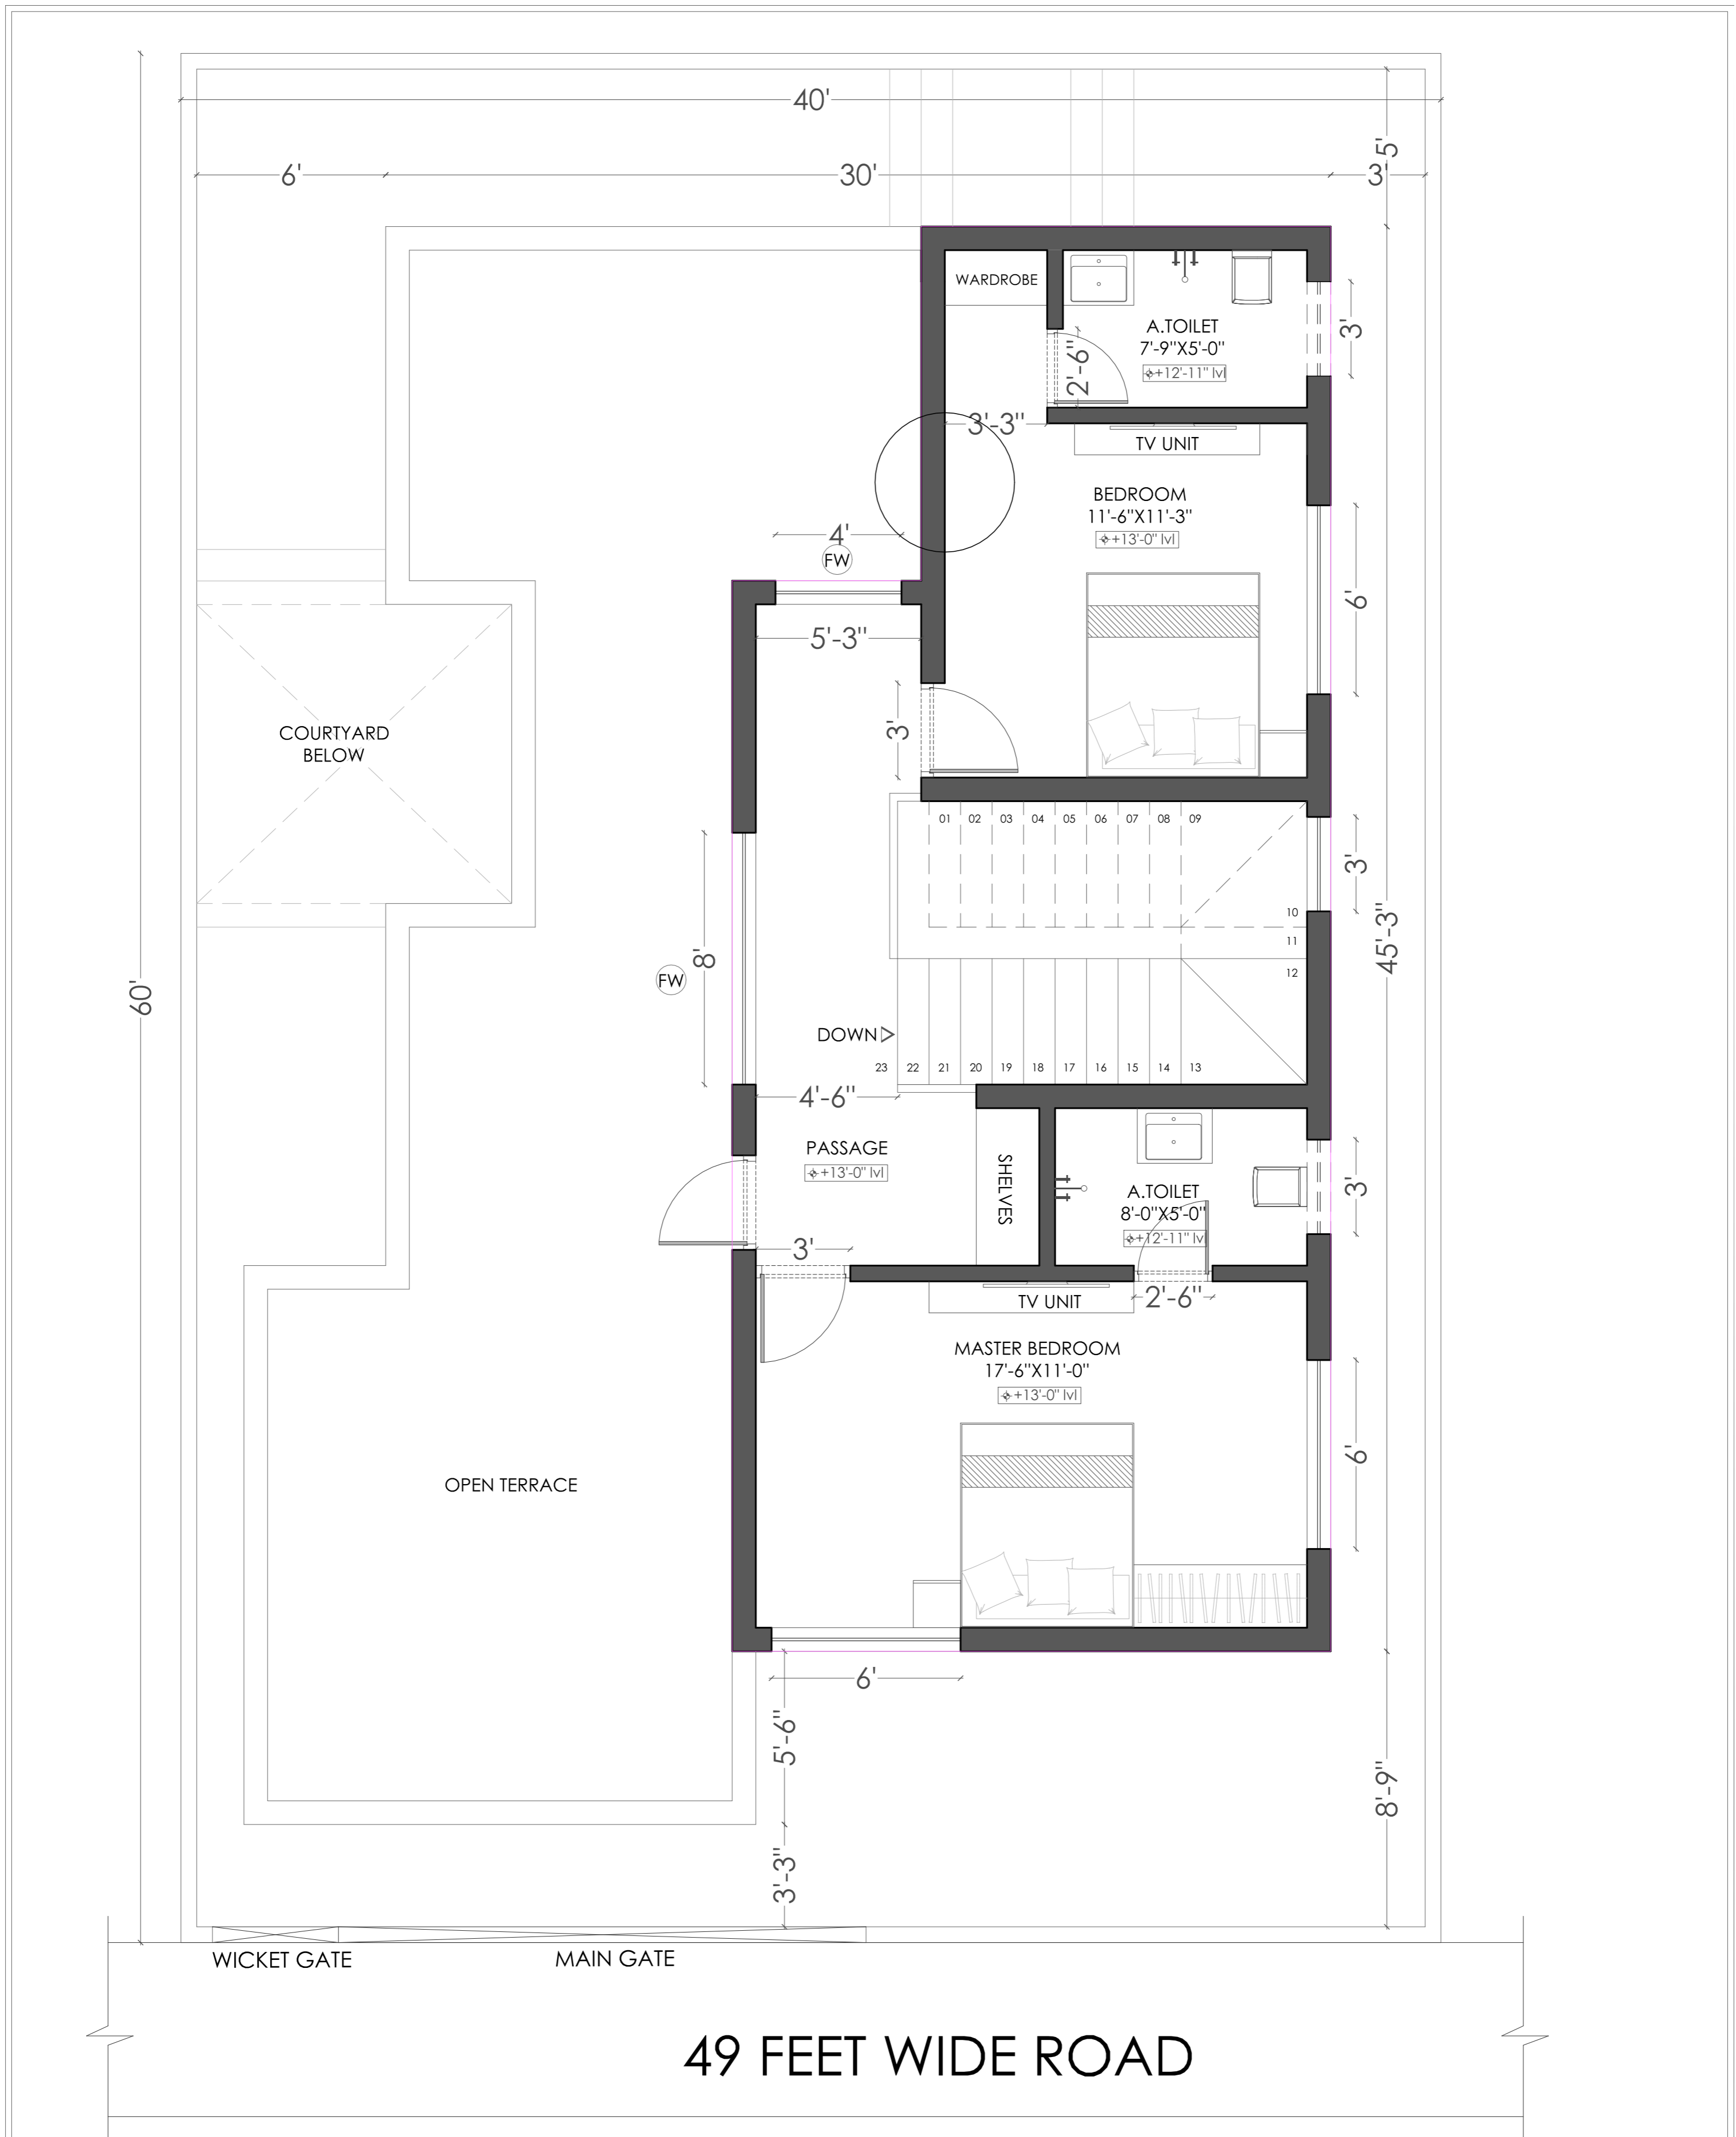 40'
5'
6'
30'
3'
WARDROBE
A.TOILET
7'-9"X5'-0"
+12'-11" lvl
3'
2'-6"
3'-3"
TV UNIT
BEDROOM
11'-6"X11'-3"
+13'-0" lvl
4'
FW
6'
5'-3"
3'
COURTYARD
BELOW
01 02 03 04 05 06 07 08 09
3'
10
11
12
45'-3"
60'
8'
FW
DOWN
23 22 21 20 19 18 17 16 15 14 13
4'-6"
PASSAGE
+13'-0" lvl
SHELVES
A.TOILET
8'-0"X5'-0"
+12'-11" lvl
3'
3'
2'-6"
TV UNIT
MASTER BEDROOM
17'-6"X11'-0"
+13'-0" lvl
6'
OPEN TERRACE
6'
5'-6"
8'-9"
3'-3"
WICKET GATE
MAIN GATE
49 FEET WIDE ROAD